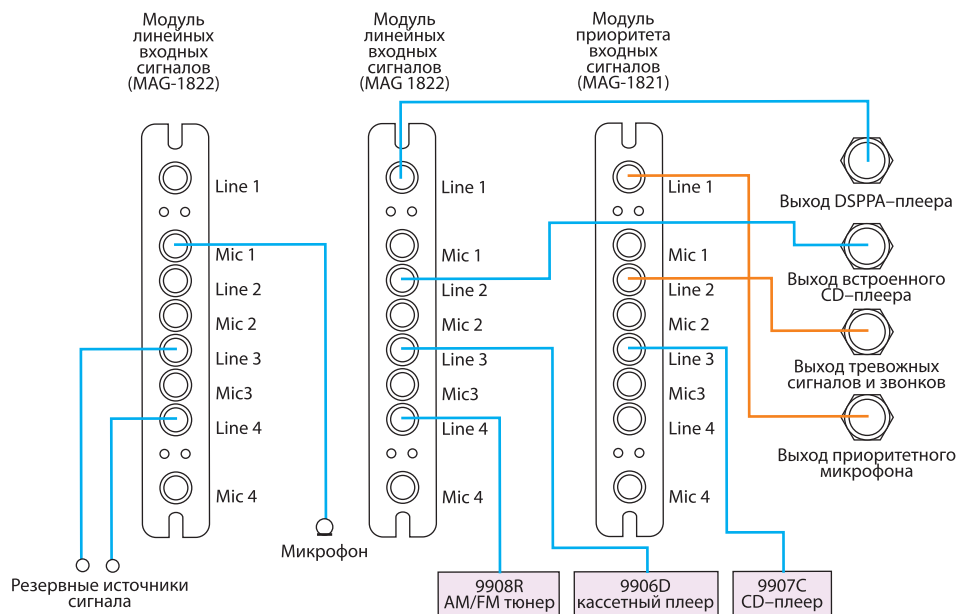 Модуль
линейных
входных
сигналов
(MAG-1822)
Модуль
линейных
входных
сигналов
(MAG 1822)
Модуль
приоритета
входных
сигналов
(MAG-1821)
Line 1
Mic 1
Line 2
Mic 2
Line 3
Mic3
Line 4
Mic 4
Line 1
Mic 1
Line 2
Mic 2
Line 3
Mic3
Line 4
Mic 4
Line 1
Mic 1
Line 2
Mic 2
Line 3
Mic3
Line 4
Mic 4
Выход DSPPA–плеера
Выход встроенного
CD–плеера
Выход тревожных
сигналов и звонков
Выход приоритетного
микрофона
Микрофон
Резервные источники
сигнала
9908R
AM/FM тюнер
9906D
кассетный плеер
9907C
CD–плеер